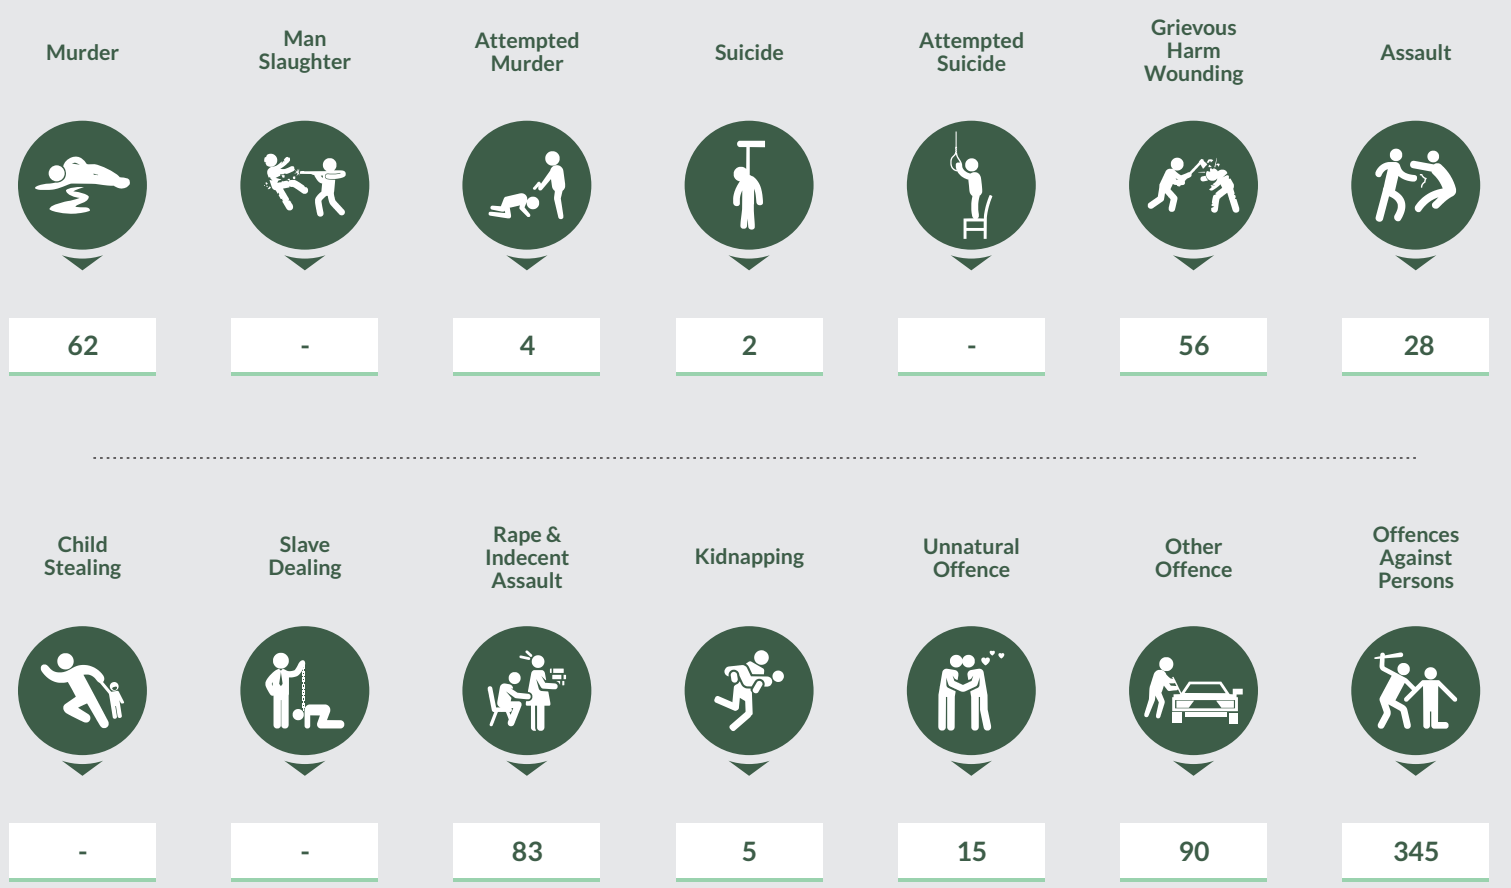 Murder
Man
Slaughter
Attempted
Murder
Suicide
Attempted
Suicide
Grievous
Harm
Wounding
Assault
62
-
4
2
-
56
28
Child
Stealing
Slave
Dealing
Rape &
Indecent
Assault
Kidnapping
Unnatural
Offence
Other
Offence
Offences
Against
Persons
-
-
83
5
15
90
345